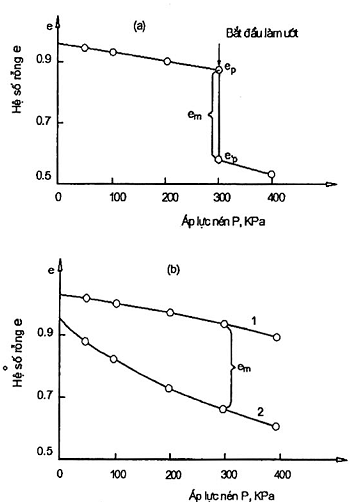 (a)
e
Bắt đầu làm ướt
Hệ số rỗng e
0.9
0.7
0.5
eₚ
eₘ
e'ₚ
0
100
200
300
400
Áp lực nén P, KPa
(b)
e
Hệ số rỗng e
0.9
0.7
0.5
1
eₘ
2
0
100
200
300
400
Áp lực nén P, KPa